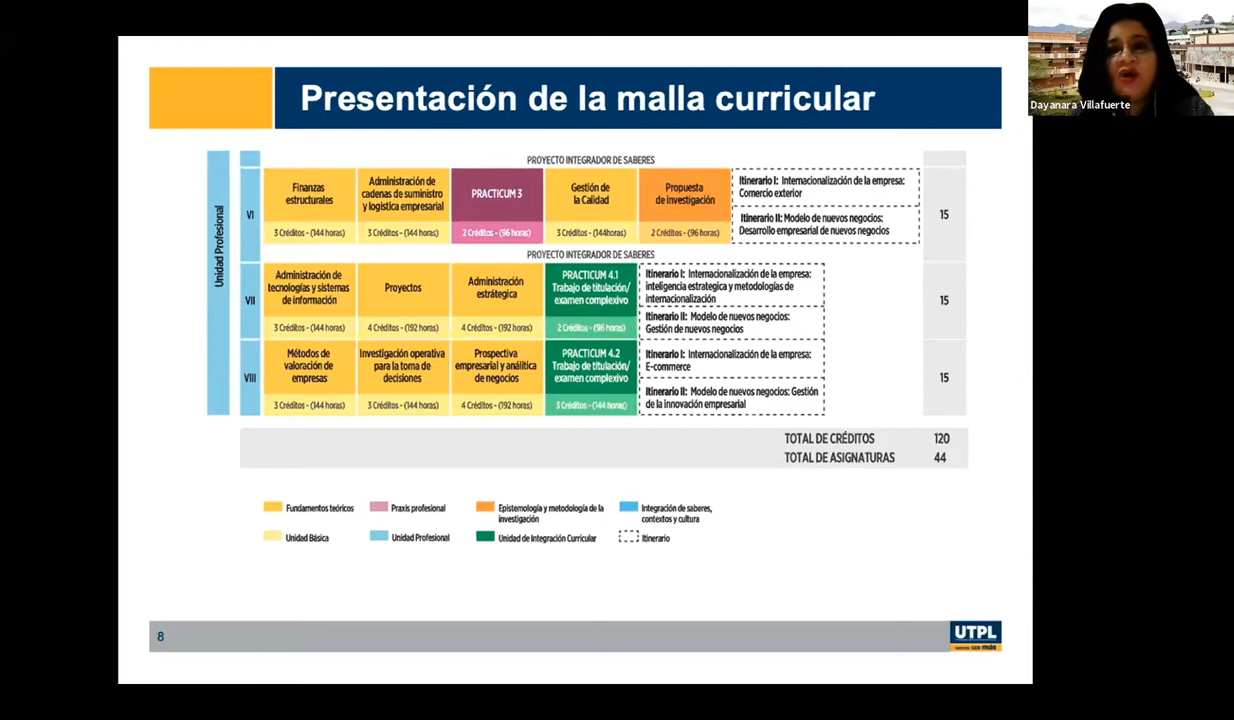 Presentación de la malla curricular
Dayanara Villafuerte
Unidad Profesional
PROYECTO INTEGRADOR DE SABERES
VI
Finanzas
estructurales
3 Créditos - (144 horas)
Administración de
cadenas de suministro
y logística empresarial
3 Créditos - (144 horas)
PRACTICUM 3
2 Créditos - (96 horas)
Gestión de
la Calidad
3 Créditos - (144horas)
Propuesta
de investigación
2 Créditos - (96 horas)
Itinerario I: Internacionalización de la empresa:
Comercio exterior
Itinerario II: Modelo de nuevos negocios:
Desarrollo empresarial de nuevos negocios
15
PROYECTO INTEGRADOR DE SABERES
VII
Administración de
tecnologías y sistemas
de información
3 Créditos - (144 horas)
Proyectos
4 Créditos - (192 horas)
Administración
estrátegica
4 Créditos - (192 horas)
PRACTICUM 4.1
Trabajo de titulación/
examen complexivo
2 Créditos - (96 horas)
Itinerario I: Internacionalización de la empresa:
inteligencia estrategica y metodologías de
internacionalización
Itinerario II: Modelo de nuevos negocios:
Gestión de nuevos negocios
15
VIII
Métodos de
valoración de
empresas
3 Créditos - (144 horas)
Investigación operativa
para la toma de
decisiones
3 Créditos - (144 horas)
Prospectiva
empresarial y análitica
de negocios
4 Créditos - (192 horas)
PRACTICUM 4.2
Trabajo de titulación/
examen complexivo
3 Créditos - (144 horas)
Itinerario I: Internacionalización de la empresa:
E-commerce
Itinerario II: Modelo de nuevos negocios: Gestión
de la innovación empresarial
15
TOTAL DE CRÉDITOS 120
TOTAL DE ASIGNATURAS 44
Fundamentos teóricos
Praxis profesional
Epistemología y metodología de la
investigación
Integración de saberes,
contextos y cultura
Unidad Básica
Unidad Profesional
Unidad de Integración Curricular
Itinerario
8
UTPL
ser más